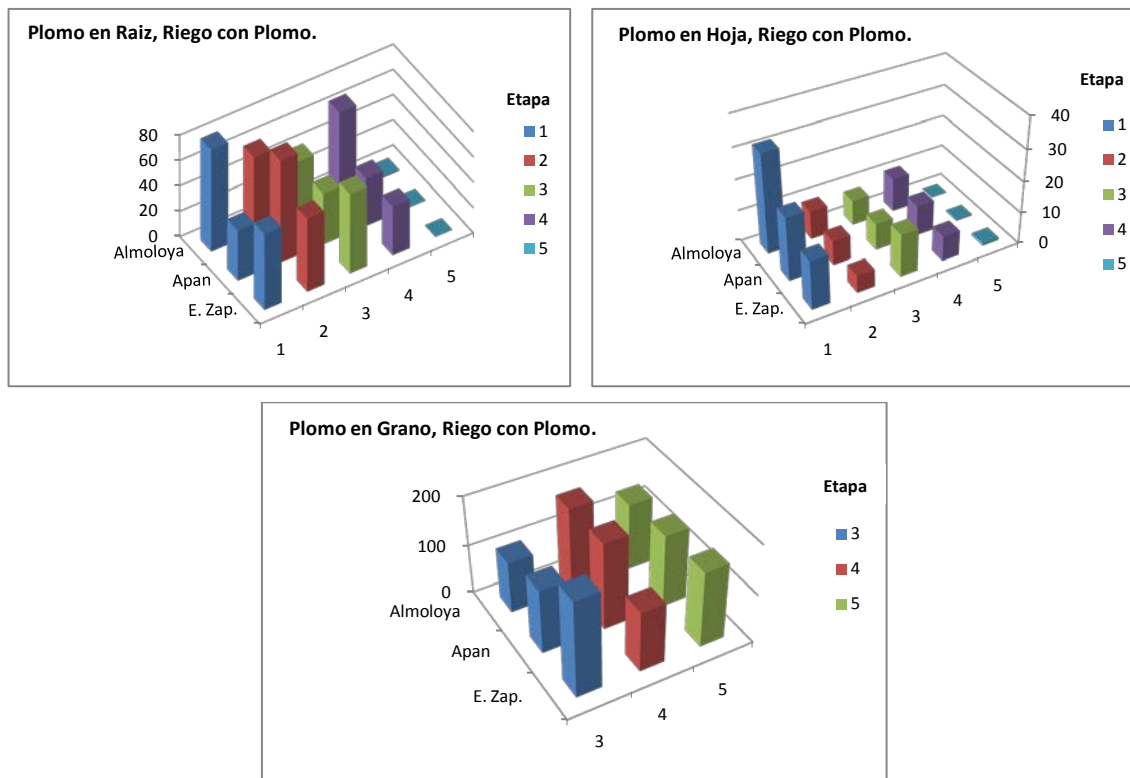 Plomo en Raiz, Riego con Plomo.
80
60
40
20
0
Almoloya
Apan
E. Zap.
1
2
3
4
5
Etapa
1
2
3
4
5
Plomo en Hoja, Riego con Plomo.
40
30
20
10
0
Almoloya
Apan
E. Zap.
1
2
3
4
5
Etapa
1
2
3
4
5
Plomo en Grano, Riego con Plomo.
200
100
0
Almoloya
Apan
E. Zap.
3
4
5
Etapa
3
4
5